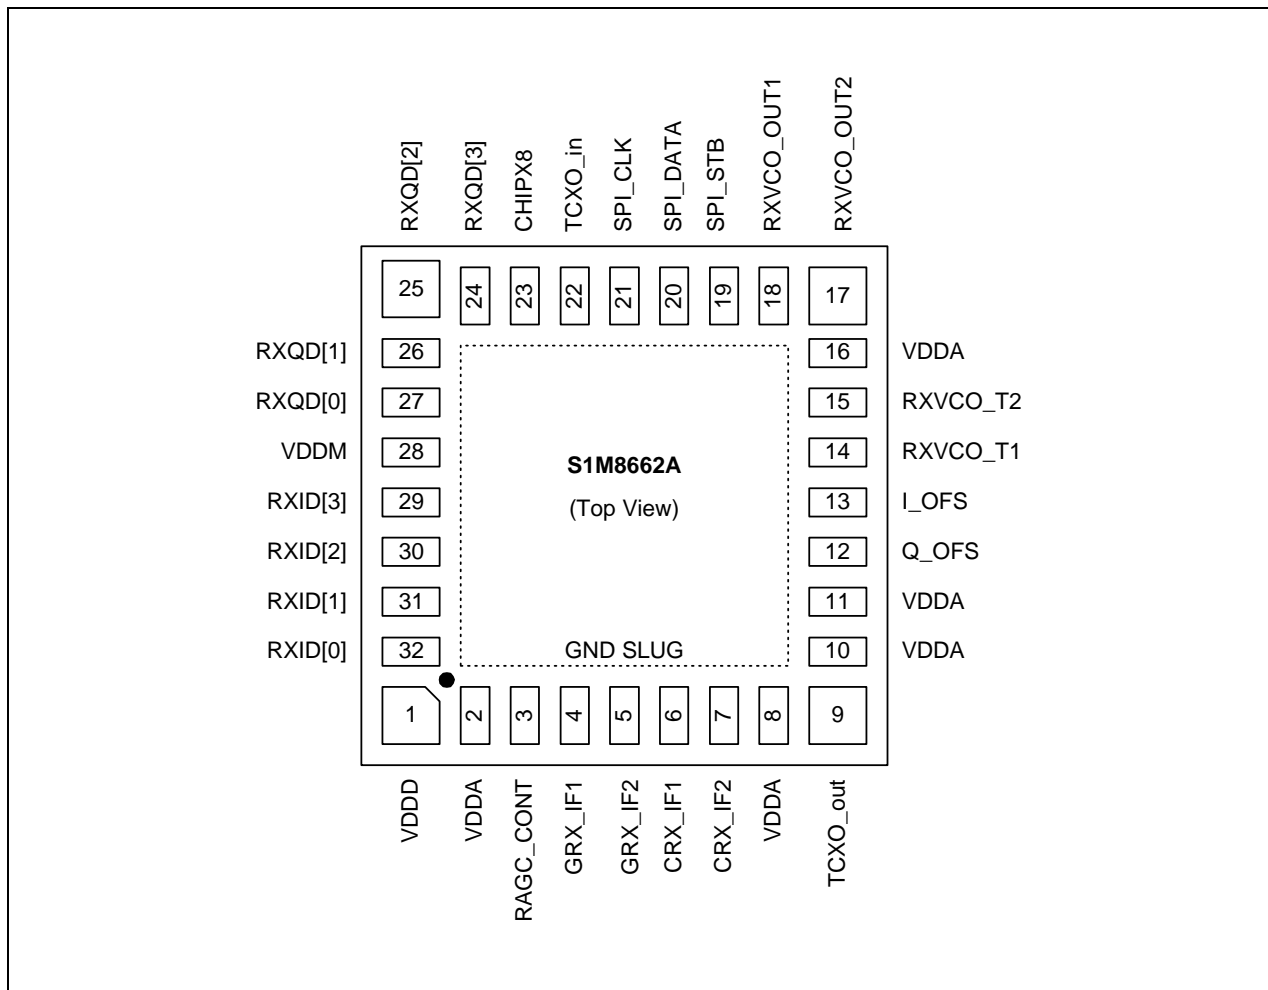 RXQD[2]
RXQD[3]
CHIPX8
TCXO_in
SPI_CLK
SPI_DATA
SPI_STB
RXVCO_OUT1
RXVCO_OUT2
25
24
23
22
21
20
19
18
17
RXQD[1] 26
16 VDDA
RXQD[0] 27
15 RXVCO_T2
VDDM 28
14 RXVCO_T1
RXID[3] 29
13 I_OFS
RXID[2] 30
12 Q_OFS
RXID[1] 31
11 VDDA
RXID[0] 32
10 VDDA
S1M8662A
(Top View)
GND SLUG
1
2
3
4
5
6
7
8
9
VDDD
VDDA
RAGC_CONT
GRX_IF1
GRX_IF2
CRX_IF1
CRX_IF2
VDDA
TCXO_out